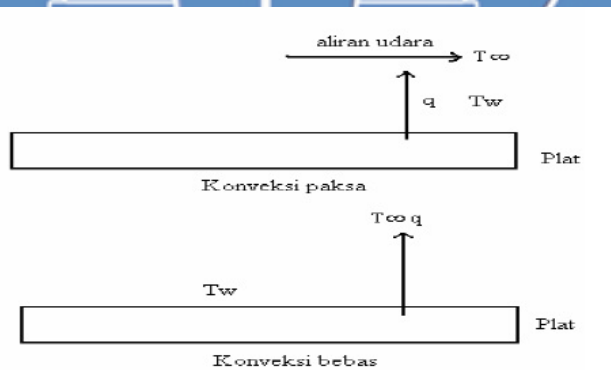 aliran udara
T∞
q Tw
Plat
Konveksi paksa
T∞ q
Tw
Plat
Konveksi bebas